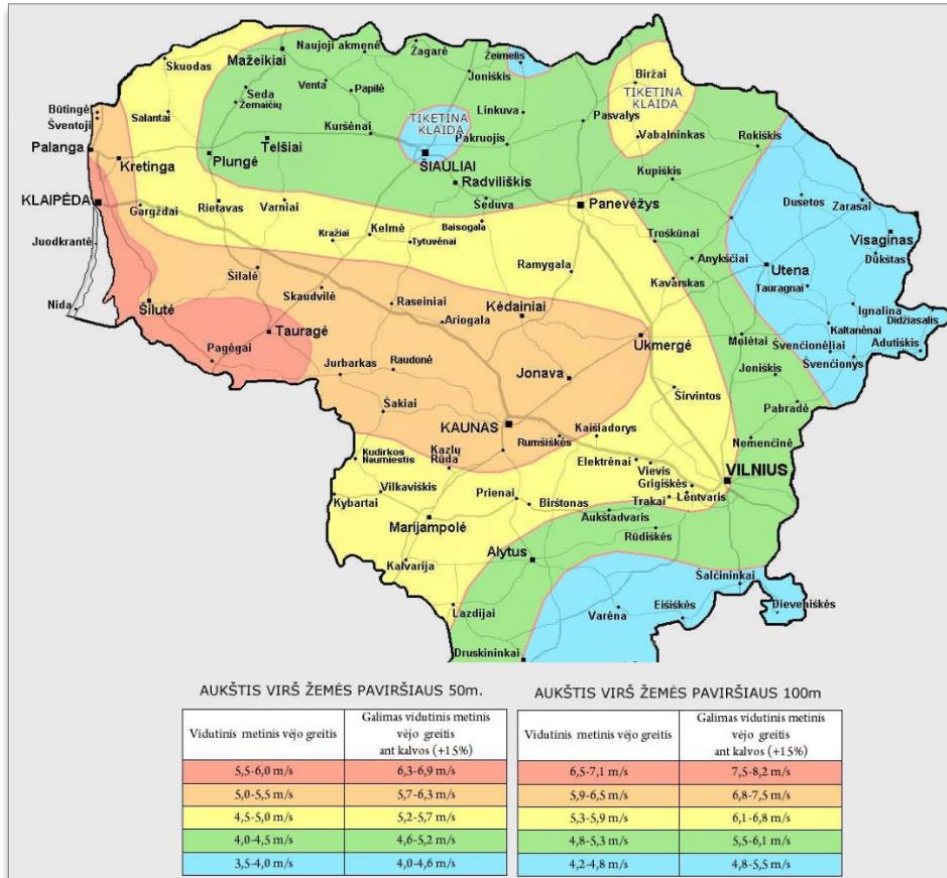 Skuodas
Mažeikiai
Naujoji akmenė
Žagarė
Žeimelis
Joniškis
Biržai
TIKĖTINA
KLAIDA
Būtingė
Šventoji
Salantai
Seda
Žemaičių
Venta
Papilė
Linkuva
Pasvalys
Vabalninkas
Rokiškis
Palanga
Kretinga
Plungė
Telšiai
Kuršėnai
TIKĖTINA
KLAIDA
Pakruojis
ŠIAULIAI
Radviliškis
Kupiškis
KLAIPĖDA
Gargždai
Rietavas
Varniai
Šeduva
Panevėžys
Dusetos
Zarasai
Juodkrantė
Kražiai
Kelmė
Tytuvėnai
Baisogala
Troškūnai
Visaginas
Dūkštas
Šilalė
Skaudvilė
Ramygala
Anykščiai
Utena
Tauragnai
Nida
Šilutė
Raseiniai
Ariogala
Kėdainiai
Kavarskas
Ignalina
Didžiasalis
Kaltanėnai
Adutiškis
Pagėgai
Tauragė
Ukmergė
Molėtai
Švenčionėliai
Švenčionys
Jurbarkas
Raudonė
Jonava
Joniškis
Šakiai
Širvintos
Pabradė
KAUNAS
Rumšiškės
Kaišiadorys
Nemenčinė
Kudirkos
Naumiestis
Kazlų
Rūda
Elektrėnai
Vievis
Grigiškės
VILNIUS
Kybartai
Vilkaviškis
Prienai
Birštonas
Trakai
Lentvaris
Marijampolė
Aukštadvaris
Rūdiškės
Kalvarija
Alytus
Šalčininkai
Lazdijai
Varėna
Eišiškės
Dieveniškės
Druskininkai
AUKŠTIS VIRŠ ŽEMĖS PAVIRŠIAUS 50m.
Vidutinis metinis vėjo greitis
Galimas vidutinis metinis
vėjo greitis
ant kalvos (+15%)
5,5-6,0 m/s 6,3-6,9 m/s
5,0-5,5 m/s 5,7-6,3 m/s
4,5-5,0 m/s 5,2-5,7 m/s
4,0-4,5 m/s 4,6-5,2 m/s
3,5-4,0 m/s 4,0-4,6 m/s
AUKŠTIS VIRŠ ŽEMĖS PAVIRŠIAUS 100m
Vidutinis metinis vėjo greitis
Galimas vidutinis metinis
vėjo greitis
ant kalvos (+15%)
6,5-7,1 m/s 7,5-8,2 m/s
5,9-6,5 m/s 6,8-7,5 m/s
5,3-5,9 m/s 6,1-6,8 m/s
4,8-5,3 m/s 5,5-6,1 m/s
4,2-4,8 m/s 4,8-5,5 m/s